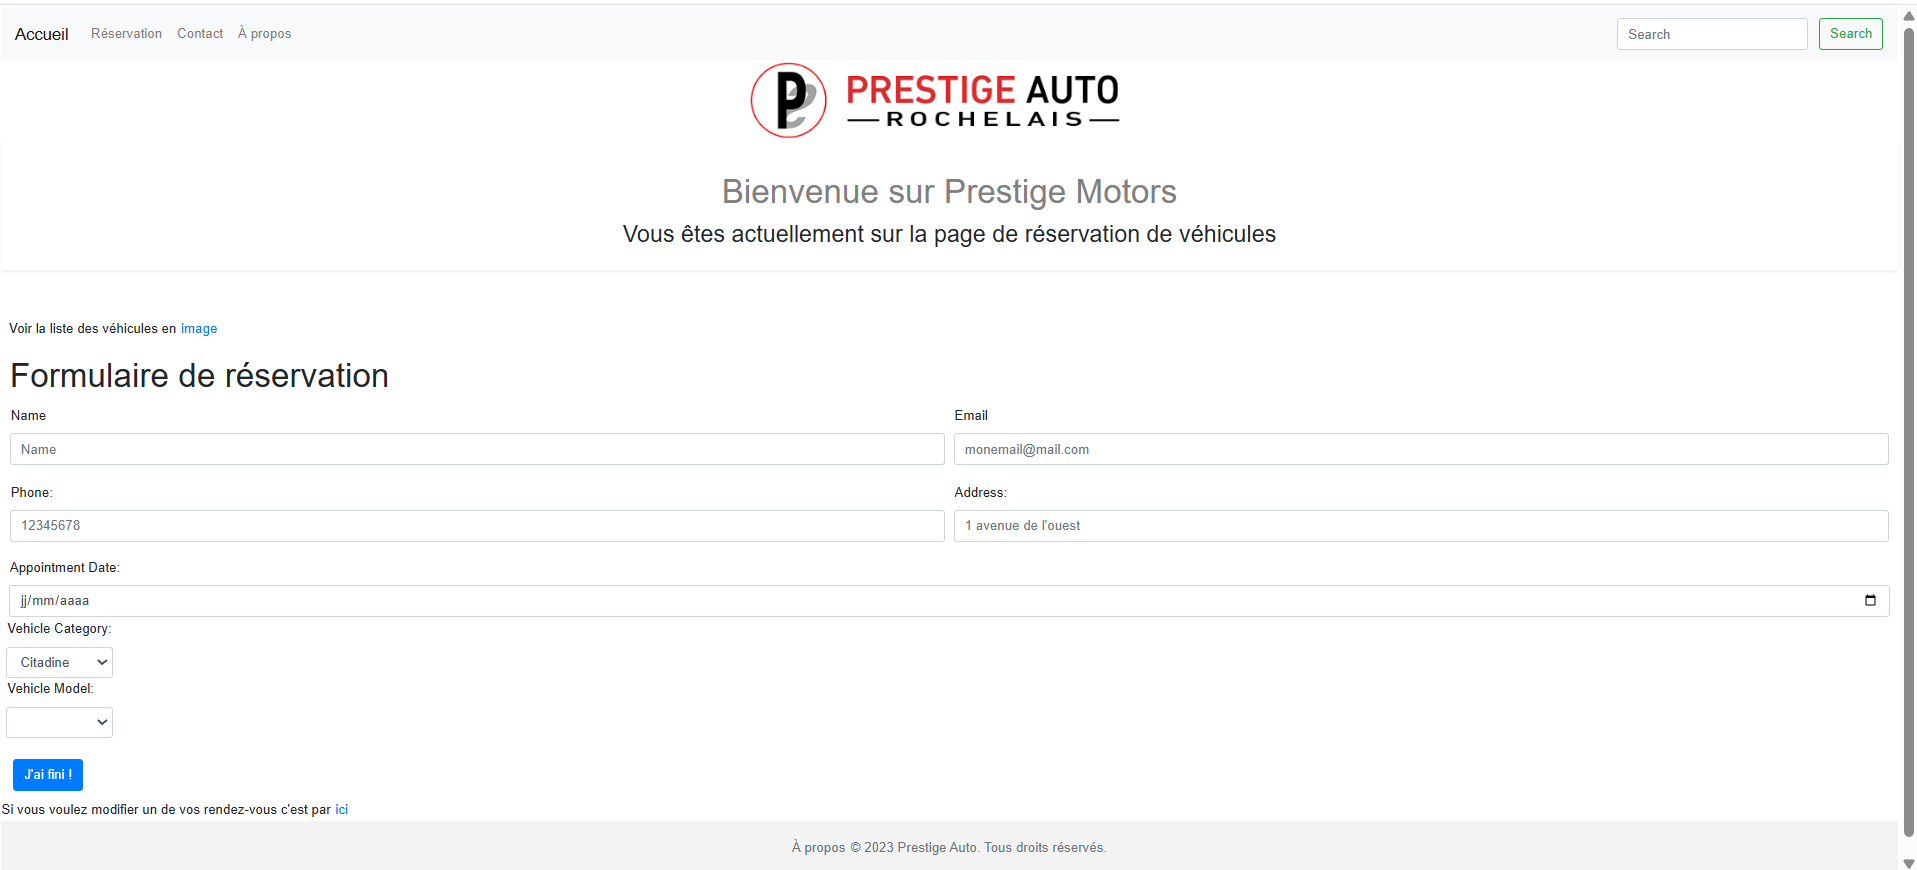 Accueil Réservation Contact À propos Search Search
PRESTIGE AUTO
ROCHELAIS
Bienvenue sur Prestige Motors
Vous êtes actuellement sur la page de réservation de véhicules
Voir la liste des véhicules en image
Formulaire de réservation
Name Email
Name monemail@mail.com
Phone: Address:
12345678 1 avenue de l'ouest
Appointment Date:
jj/mm/aaaa
Vehicle Category:
Citadine
Vehicle Model:
J'ai fini !
Si vous voulez modifier un de vos rendez-vous c'est par ici
À propos © 2023 Prestige Auto. Tous droits réservés.